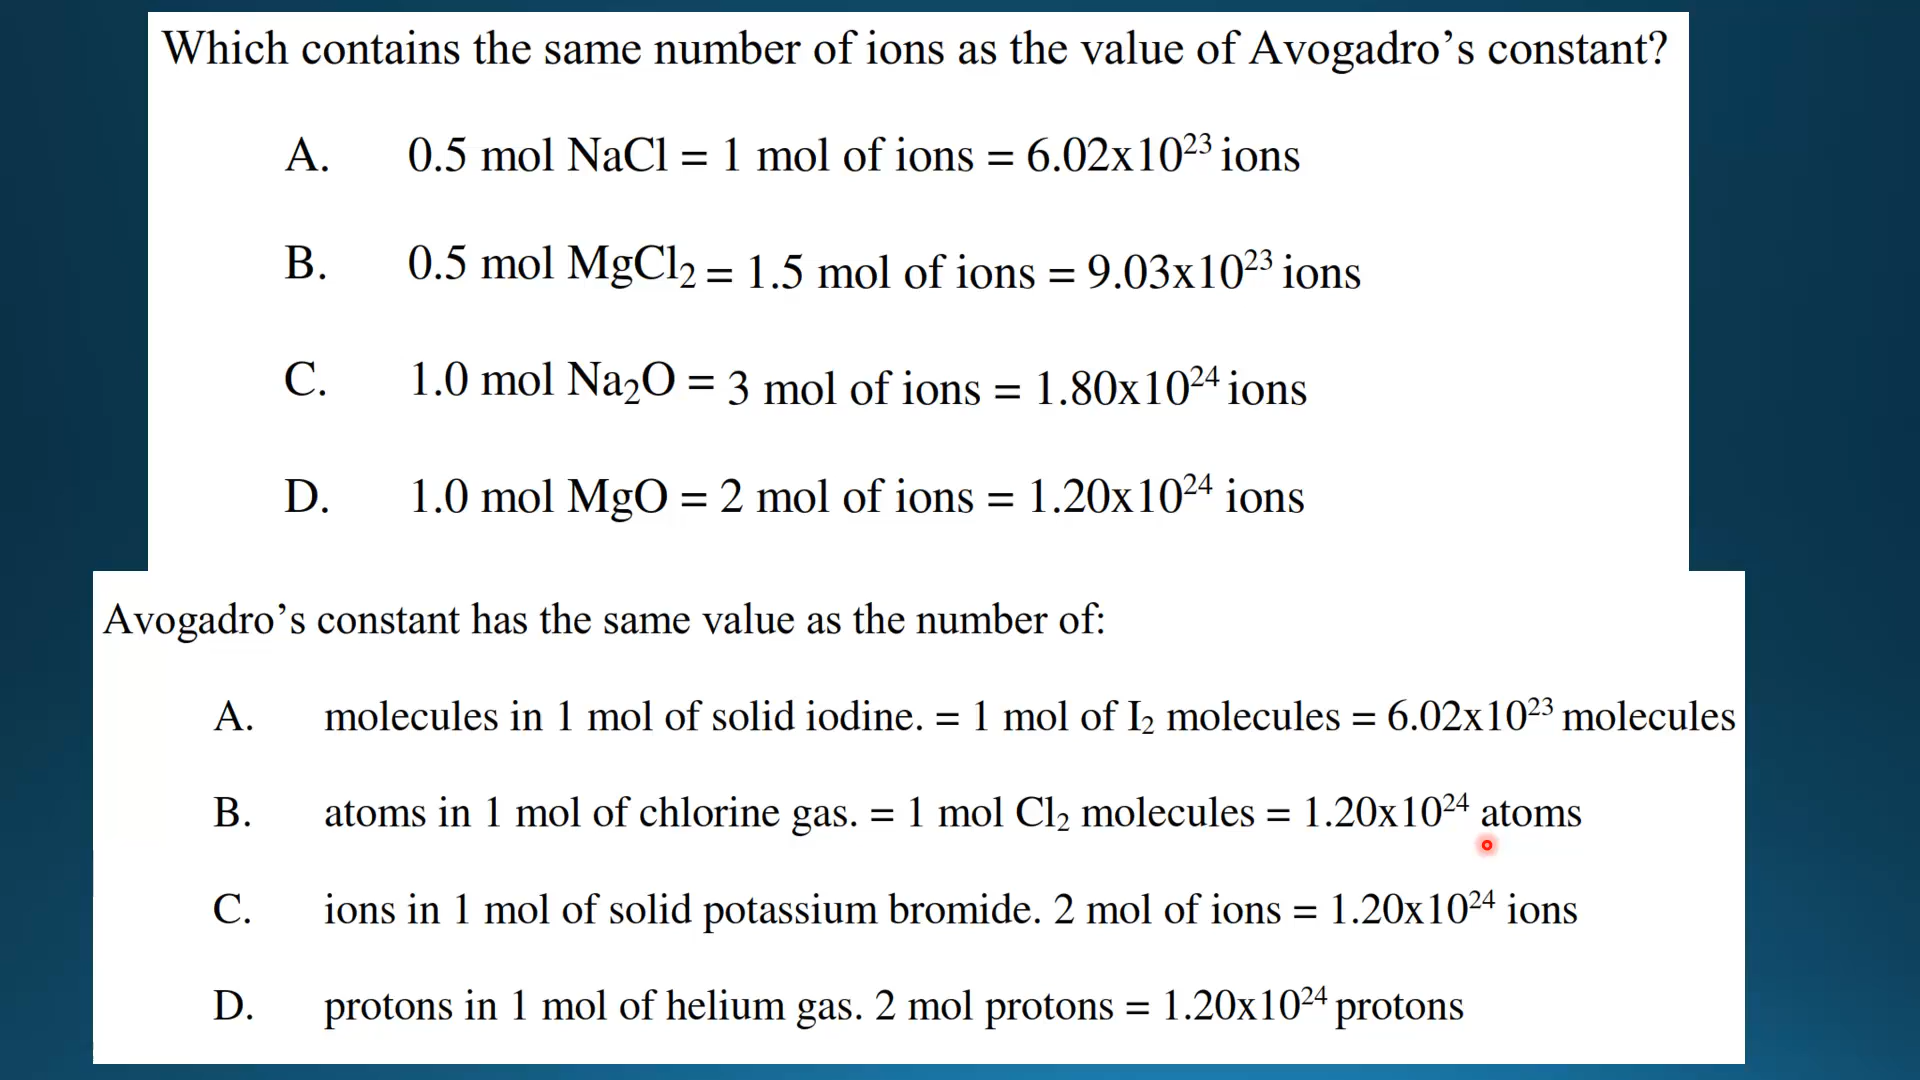 Which contains the same number of ions as the value of Avogadro’s constant?
A. 0.5 mol NaCl = 1 mol of ions = 6.02x10²³ ions
B. 0.5 mol MgCl₂ = 1.5 mol of ions = 9.03x10²³ ions
C. 1.0 mol Na₂O = 3 mol of ions = 1.80x10²⁴ ions
D. 1.0 mol MgO = 2 mol of ions = 1.20x10²⁴ ions
Avogadro’s constant has the same value as the number of:
A. molecules in 1 mol of solid iodine. = 1 mol of I₂ molecules = 6.02x10²³ molecules
B. atoms in 1 mol of chlorine gas. = 1 mol Cl₂ molecules = 1.20x10²⁴ atoms
C. ions in 1 mol of solid potassium bromide. 2 mol of ions = 1.20x10²⁴ ions
D. protons in 1 mol of helium gas. 2 mol protons = 1.20x10²⁴ protons